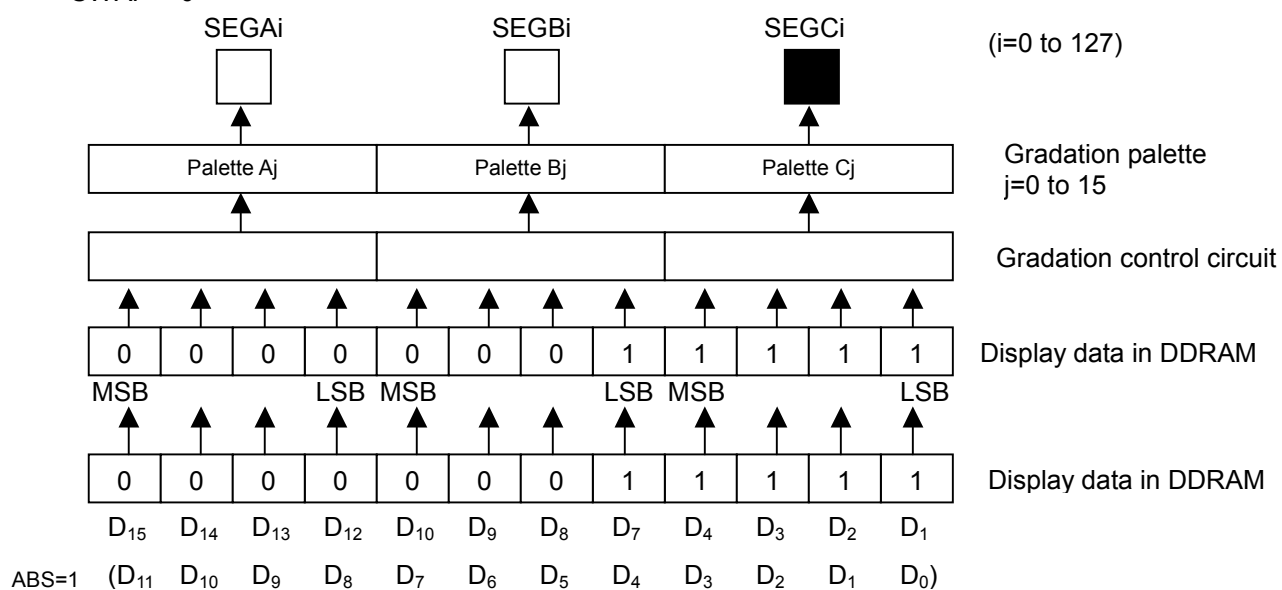 SEGAi SEGBi SEGCi (i=0 to 127)
Palette Aj Palette Bj Palette Cj Gradation palette
j=0 to 15
Gradation control circuit
0 0 0 0 0 0 0 1 1 1 1 1 Display data in DDRAM
MSB LSB MSB LSB MSB LSB
0 0 0 0 0 0 0 1 1 1 1 1 Display data in DDRAM
D15 D14 D13 D12 D10 D9 D8 D7 D4 D3 D2 D1
ABS=1 (D11 D10 D9 D8 D7 D6 D5 D4 D3 D2 D1 D0)